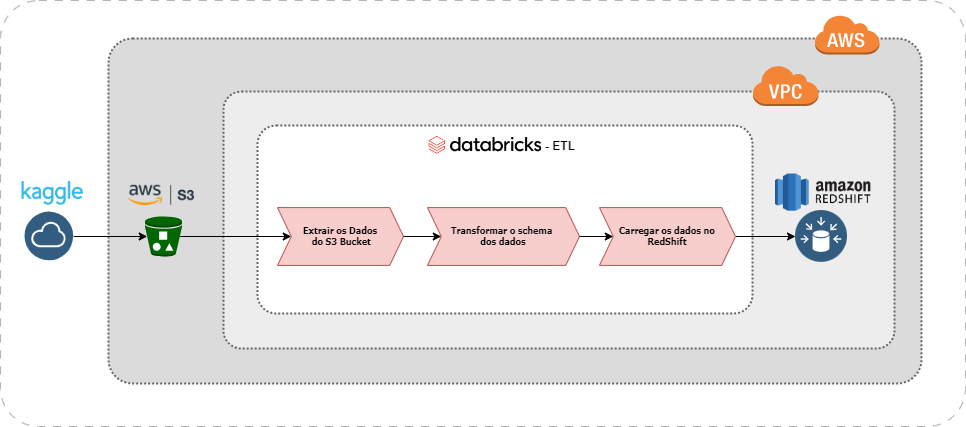 AWS
VPC
databricks - ETL
kaggle
aws | S3
amazon
REDSHIFT
Extrair os Dados
do S3 Bucket
Transformar o schema
dos dados
Carregar os dados no
RedShift